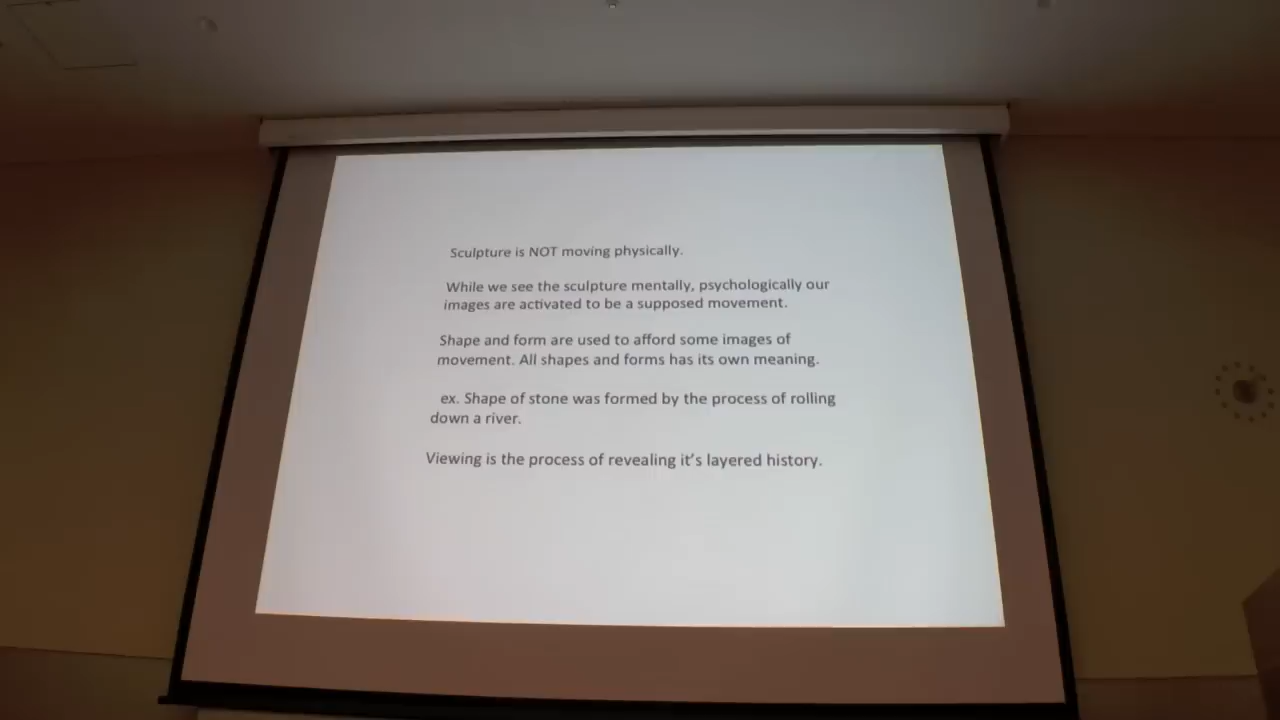 Sculpture is NOT moving physically.
While we see the sculpture mentally, psychologically our
images are activated to be a supposed movement.
Shape and form are used to afford some images of
movement. All shapes and forms has its own meaning.
ex. Shape of stone was formed by the process of rolling
down a river.
Viewing is the process of revealing it's layered history.